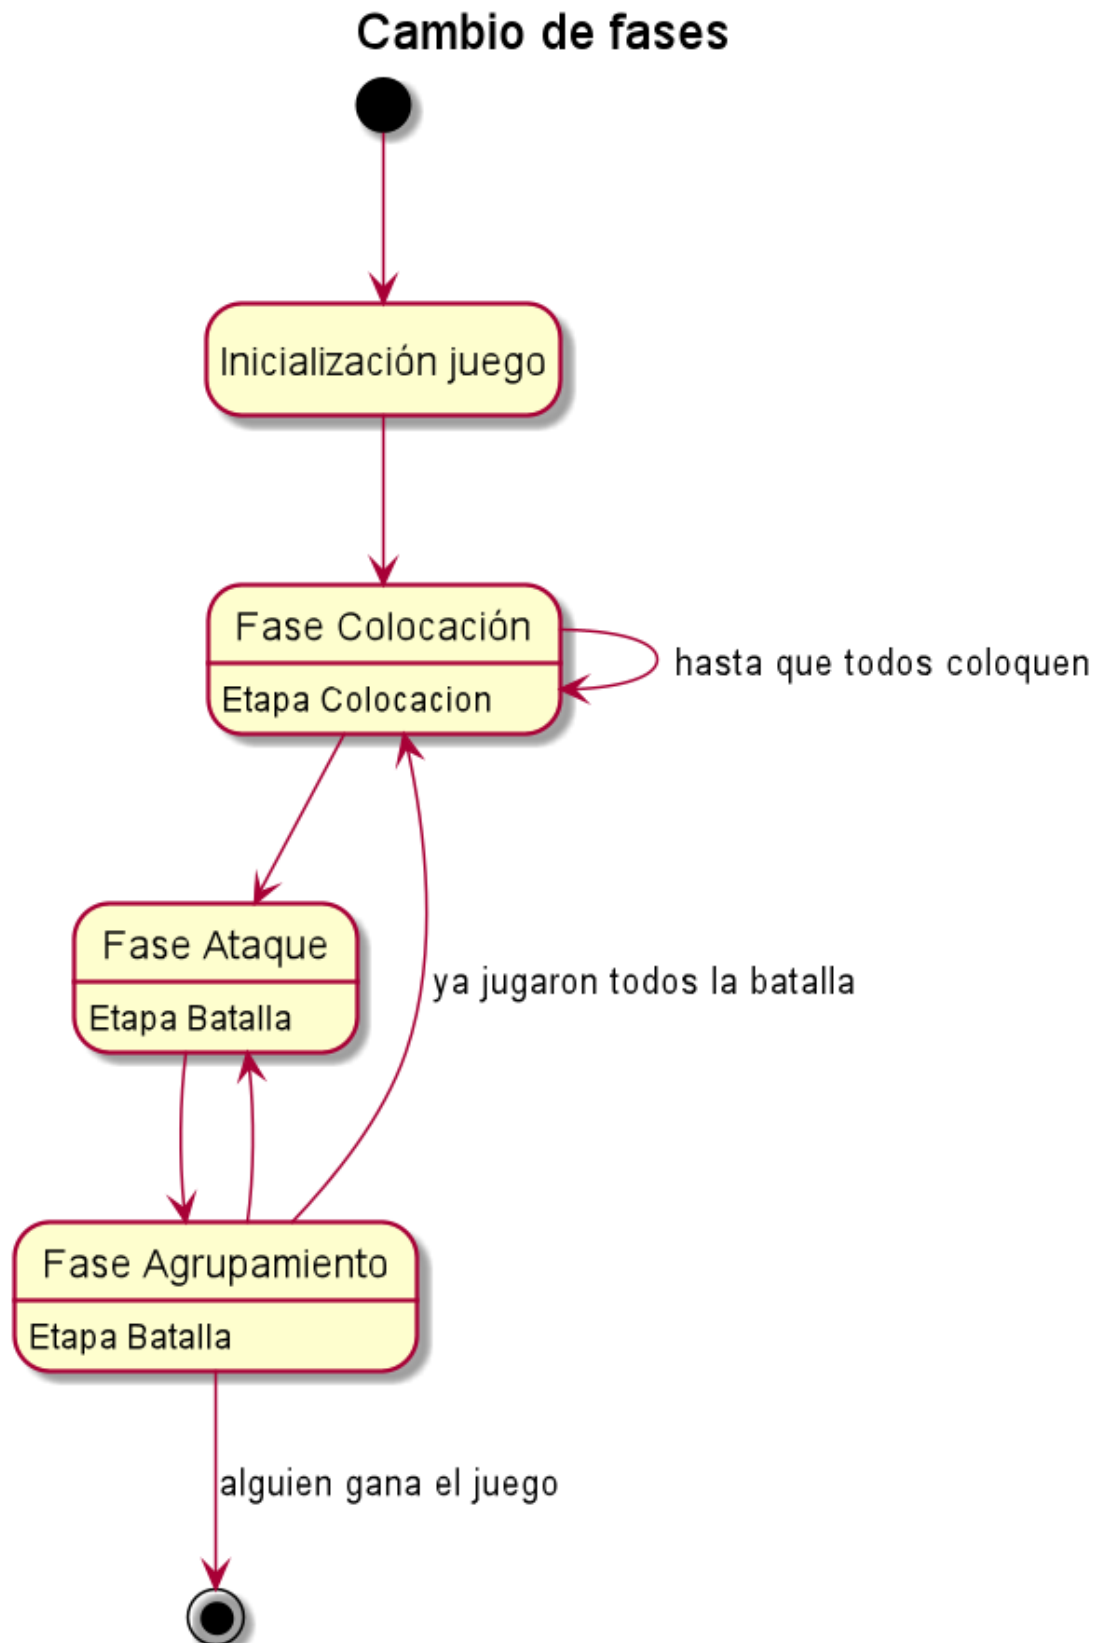 Cambio de fases
Inicialización juego
Fase Colocación
Etapa Colocacion
hasta que todos coloquen
Fase Ataque
Etapa Batalla
ya jugaron todos la batalla
Fase Agrupamiento
Etapa Batalla
alguien gana el juego